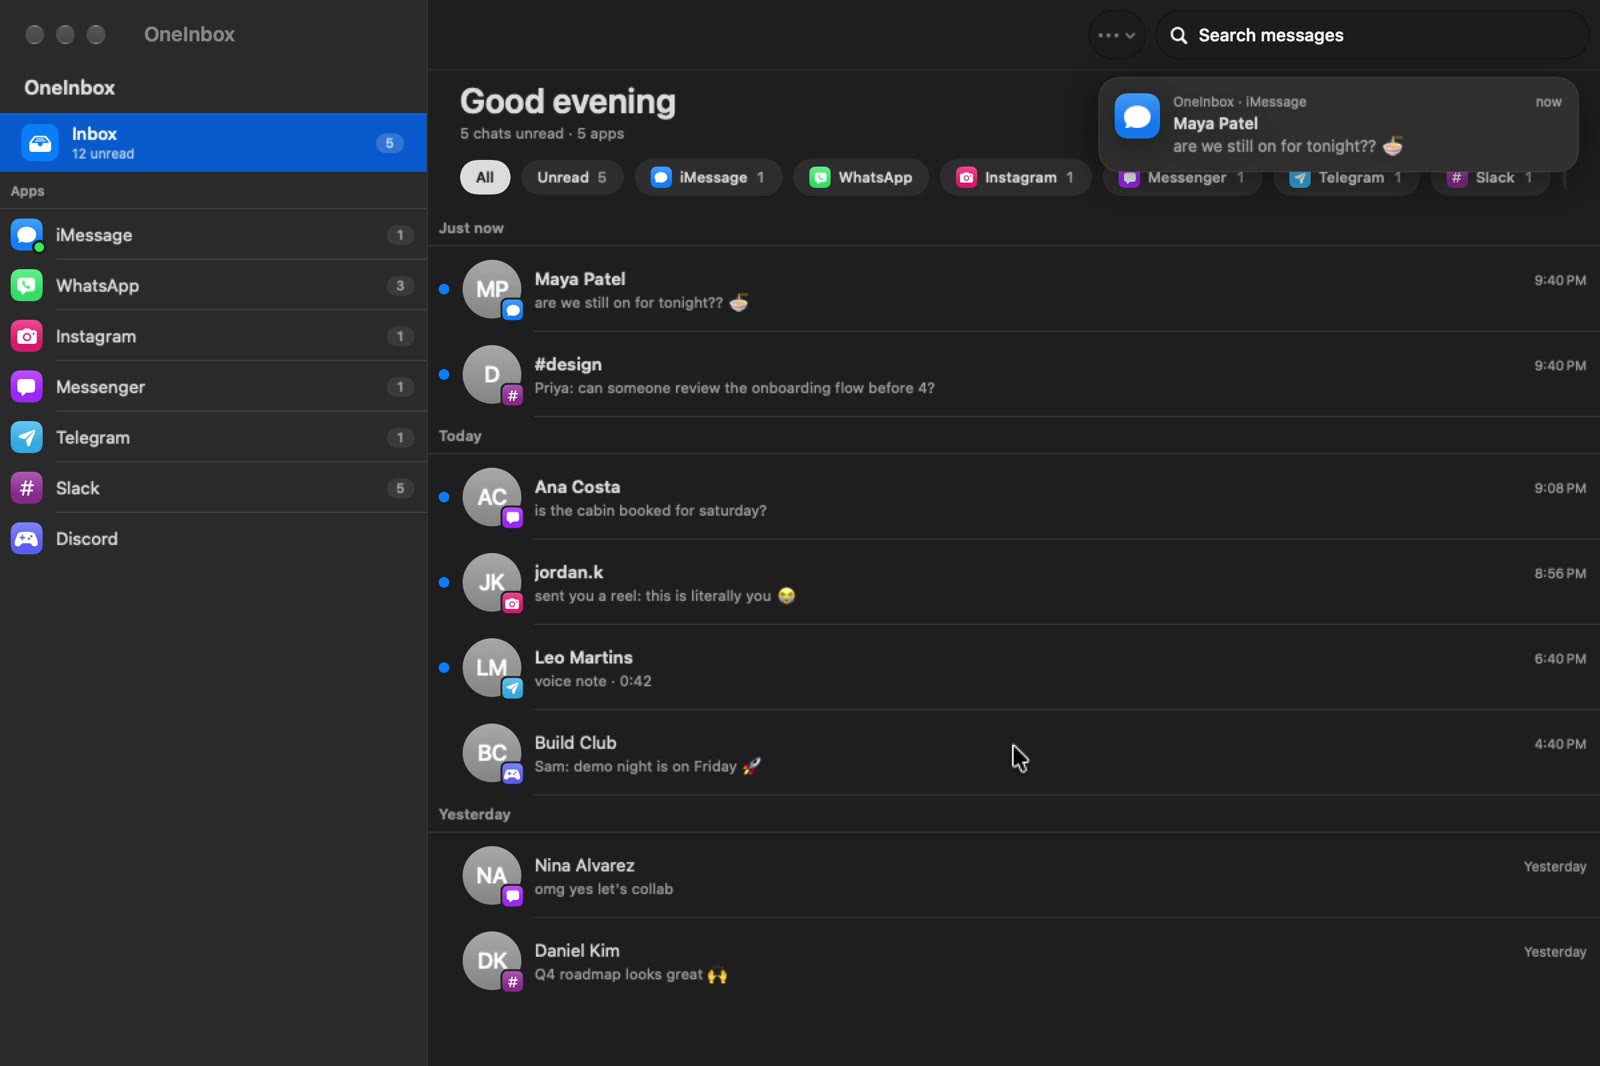 OneInbox
OneInbox
Inbox
12 unread
5
Apps
iMessage
1
WhatsApp
3
Instagram
1
Messenger
1
Telegram
1
Slack
5
Discord
Search messages
Good evening
5 chats unread · 5 apps
OneInbox · iMessage
now
Maya Patel
are we still on for tonight?? 🍜
All
Unread 5
iMessage 1
WhatsApp
Instagram 1
Messenger 1
Telegram 1
# Slack 1
Just now
MP
Maya Patel
9:40 PM
are we still on for tonight?? 🍜
D
#design
9:40 PM
Priya: can someone review the onboarding flow before 4?
Today
AC
Ana Costa
9:08 PM
is the cabin booked for saturday?
JK
jordan.k
8:56 PM
sent you a reel: this is literally you 😭
LM
Leo Martins
6:40 PM
voice note · 0:42
BC
Build Club
4:40 PM
Sam: demo night is on Friday 🚀
Yesterday
NA
Nina Alvarez
Yesterday
omg yes let's collab
DK
Daniel Kim
Yesterday
Q4 roadmap looks great 🙌